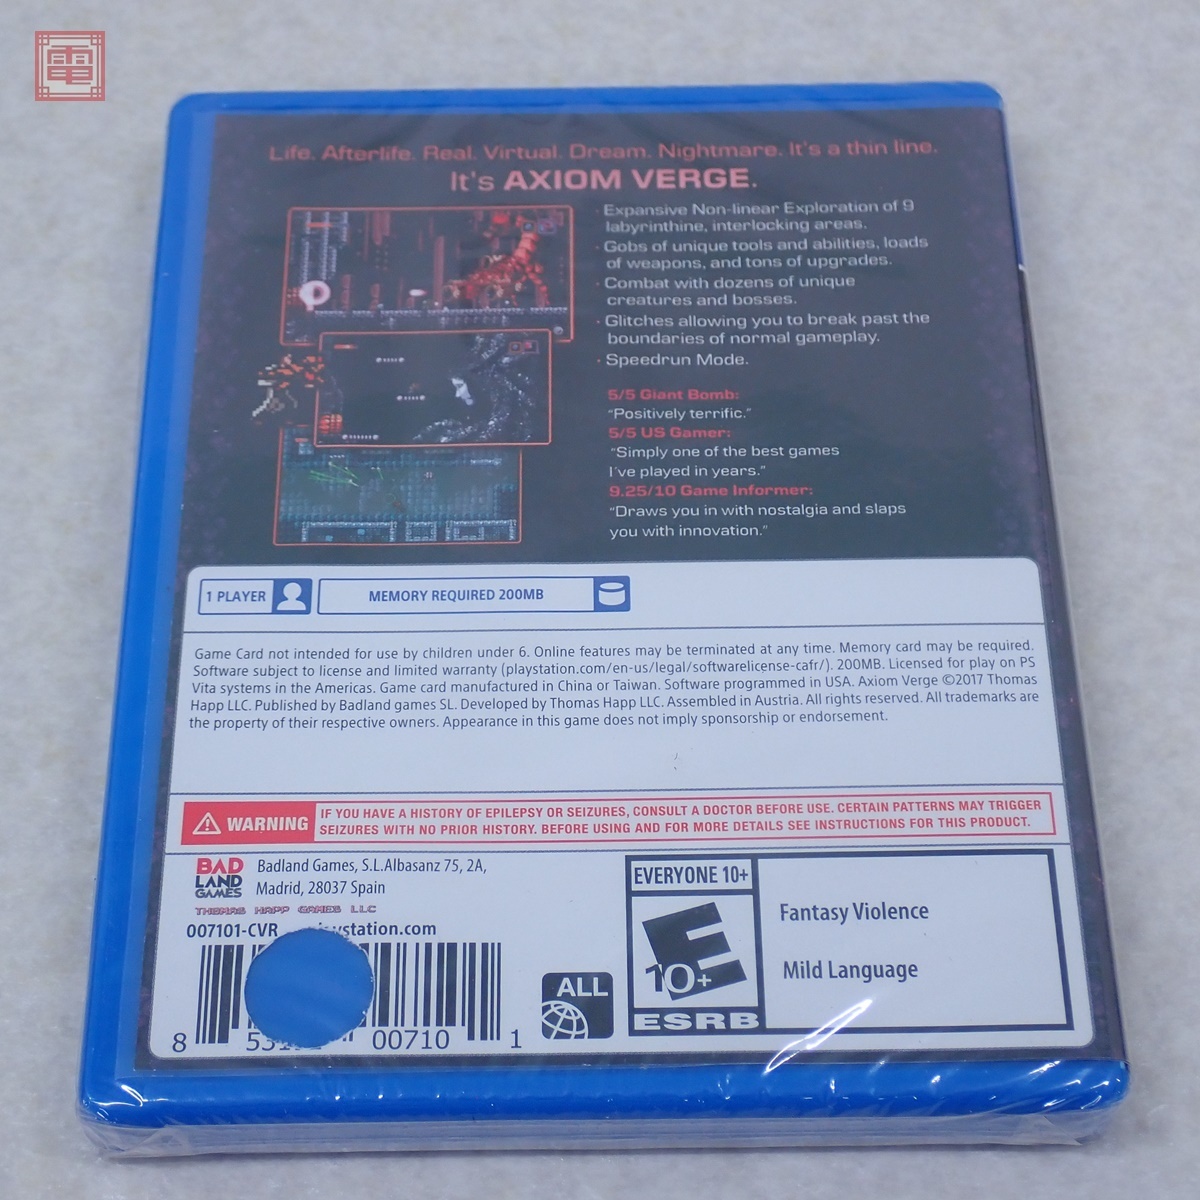 電
Life. Afterlife. Real. Virtual. Dream. Nightmare. It's a thin line.
It's AXIOM VERGE.
· Expansive Non-linear Exploration of 9
labyrinthine, interlocking areas.
· Gobs of unique tools and abilities, loads
of weapons, and tons of upgrades.
· Combat with dozens of unique
creatures and bosses.
· Glitches allowing you to break past the
boundaries of normal gameplay.
· Speedrun Mode.
5/5 Giant Bomb:
"Positively terrific."
5/5 US Gamer:
"Simply one of the best games
I've played in years."
9.25/10 Game Informer:
"Draws you in with nostalgia and slaps
you with innovation."
1 PLAYER
MEMORY REQUIRED 200MB
Game Card not intended for use by children under 6. Online features may be terminated at any time. Memory card may be required.
Software subject to license and limited warranty (playstation.com/en-us/legal/softwarelicense-cafr/). 200MB. Licensed for play on PS
Vita systems in the Americas. Game card manufactured in China or Taiwan. Software programmed in USA. Axiom Verge ©2017 Thomas
Happ LLC. Published by Badland games SL. Developed by Thomas Happ LLC. Assembled in Austria. All rights reserved. All trademarks are
the property of their respective owners. Appearance in this game does not imply sponsorship or endorsement.
WARNING
IF YOU HAVE A HISTORY OF EPILEPSY OR SEIZURES, CONSULT A DOCTOR BEFORE USE. CERTAIN PATTERNS MAY TRIGGER
SEIZURES WITH NO PRIOR HISTORY. BEFORE USING AND FOR MORE DETAILS SEE INSTRUCTIONS FOR THIS PRODUCT.
BAD
LAND
GAMES
Badland Games, S.L.Albasanz 75, 2A,
Madrid, 28037 Spain
THOMAS HAPP GAMES LLC
007101-CVR
ystation.com
8
00710
1
ALL
EVERYONE 10+
E
10+
ESRB
Fantasy Violence
Mild Language